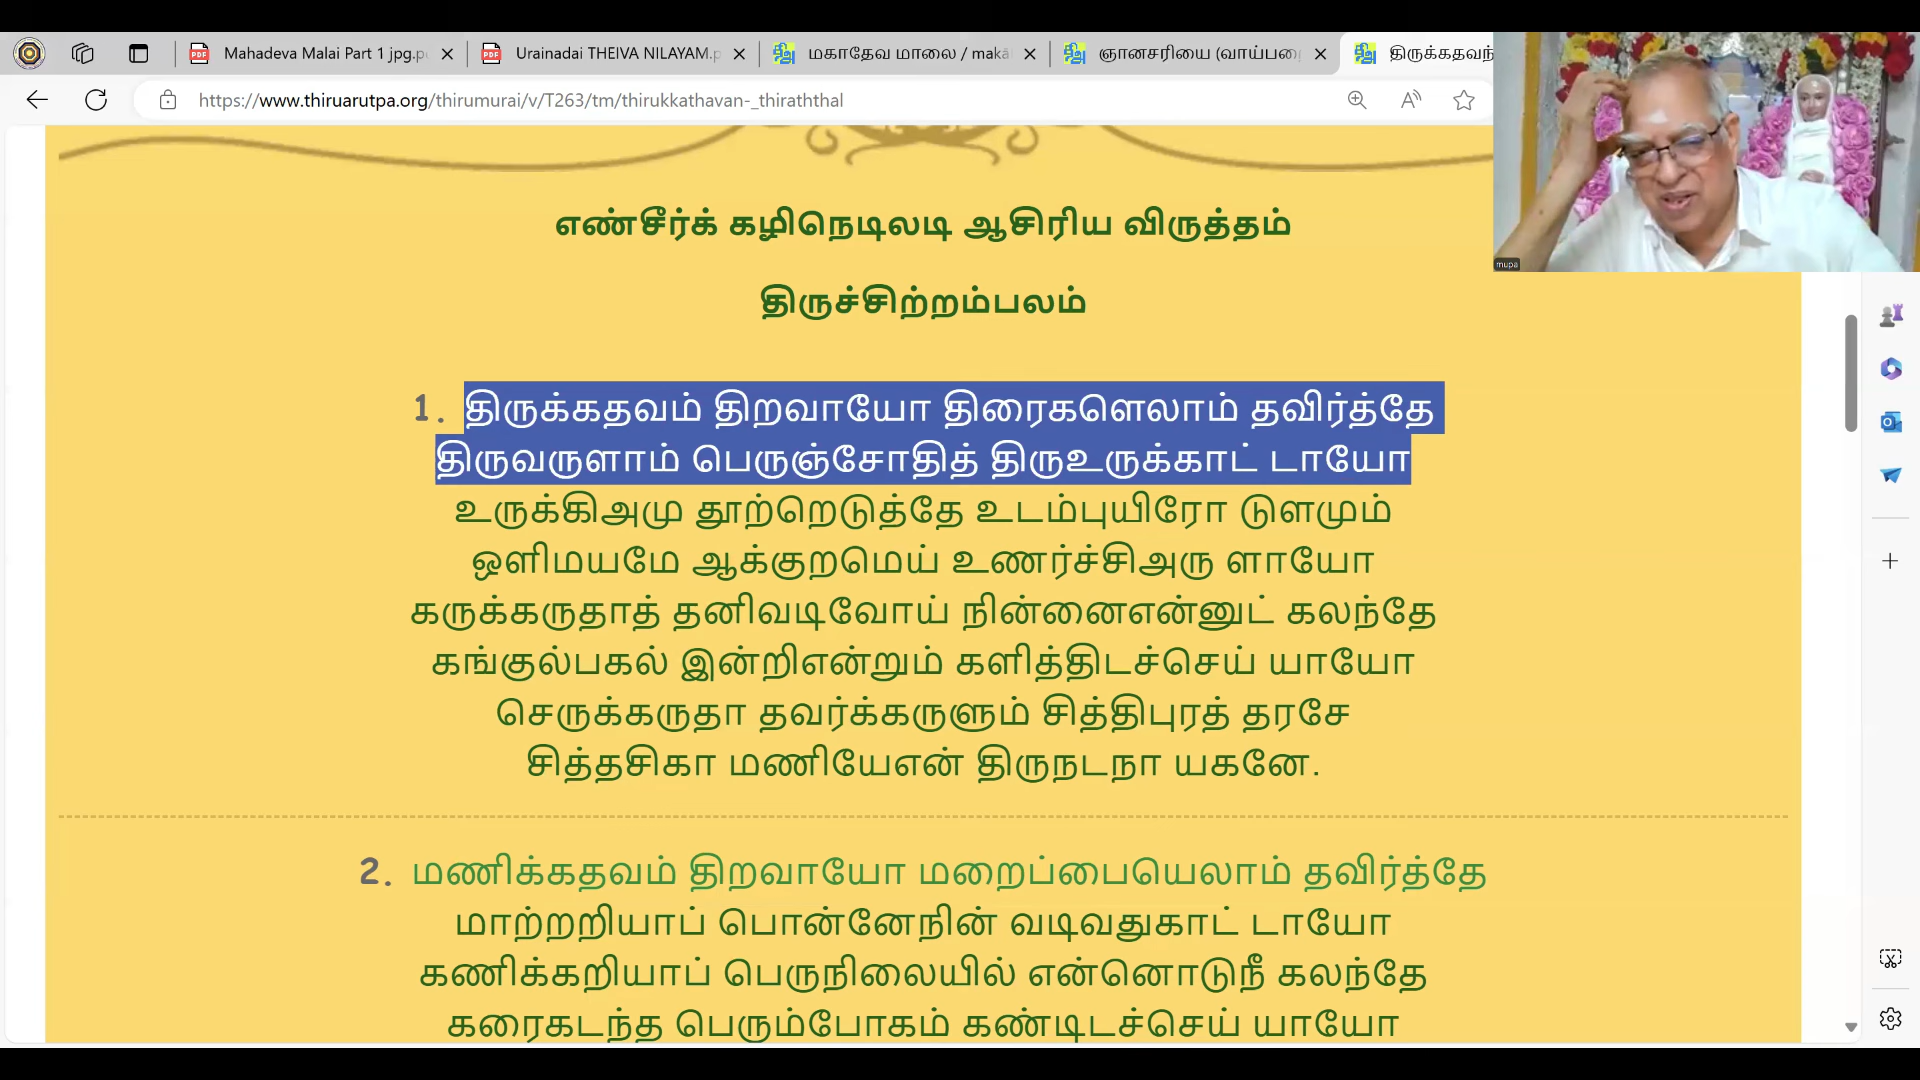 Mahadeva Malai Part 1 jpg.p
Urainadai THEIVA NILAYAM.p
மகாதேவ மாலை / makā
ஞானசரியை (வாய்பறை
திருக்கதவந்
https://www.thiruarutpa.org/thirumurai/v/T263/tm/thirukkathavan-_thiraththal
mupa
எண்சீர்க் கழிநெடிலடி ஆசிரிய விருத்தம்
திருச்சிற்றம்பலம்
1. திருக்கதவம் திறவாயோ திரைகளெலாம் தவிர்த்தே
திருவருளாம் பெருஞ்சோதித் திருஉருக்காட் டாயோ
உருக்கிஅமு தூற்றெடுத்தே உடம்புயிரோ டுளமும்
ஒளிமயமே ஆக்குறமெய் உணர்ச்சிஅரு ளாயோ
கருக்கருதாத் தனிவடிவோய் நின்னைஎன்னுட் கலந்தே
கங்குல்பகல் இன்றிஎன்றும் களித்திடச்செய் யாயோ
செருக்கருதா தவர்க்கருளும் சித்திபுரத் தரசே
சித்தசிகா மணியேஎன் திருநடநா யகனே.
2. மணிக்கதவம் திறவாயோ மறைப்பையெலாம் தவிர்த்தே
மாற்றறியாப் பொன்னேநின் வடிவதுகாட் டாயோ
கணிக்கறியாப் பெருநிலையில் என்னொடுநீ கலந்தே
கரைகடந்த பெரும்போகம் கண்டிடச்செய் யாயோ